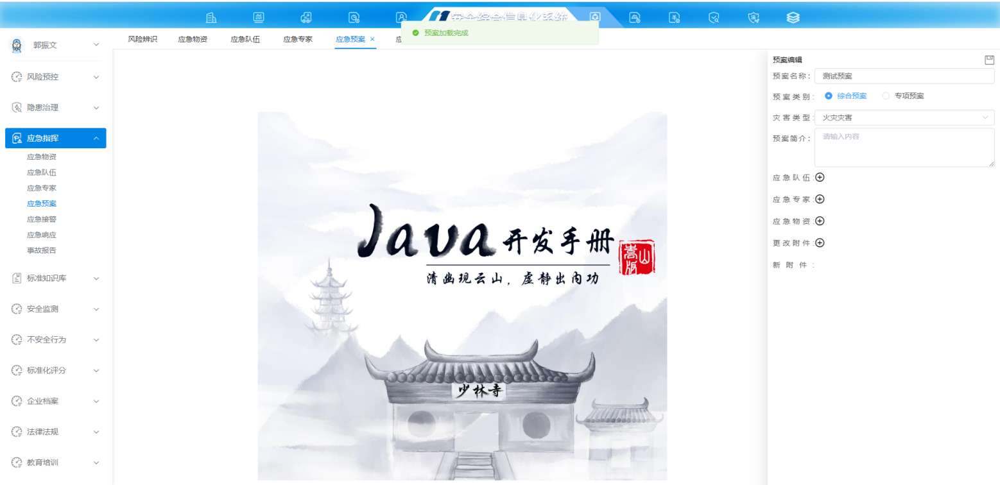 安全综合信息化系统
预案加载完成
郭振文
风险辨识 应急物资 应急队伍 应急专家 应急预案 × 应
风险预控
隐患治理
应急指挥
应急物资
应急队伍
应急专家
应急预案
应急接警
应急响应
事故报告
标准知识库
安全监测
不安全行为
标准化评分
企业档案
法律法规
教育培训
Java 开发手册
嵩山版
清幽现云山，虚静出内功
少林寺
预案编辑
预案名称: 测试预案
预案类别: 综合预案 专项预案
灾害类型: 火灾灾害
预案简介: 请输入内容
应急队伍:
应急专家:
应急物资:
更改附件:
新附件: